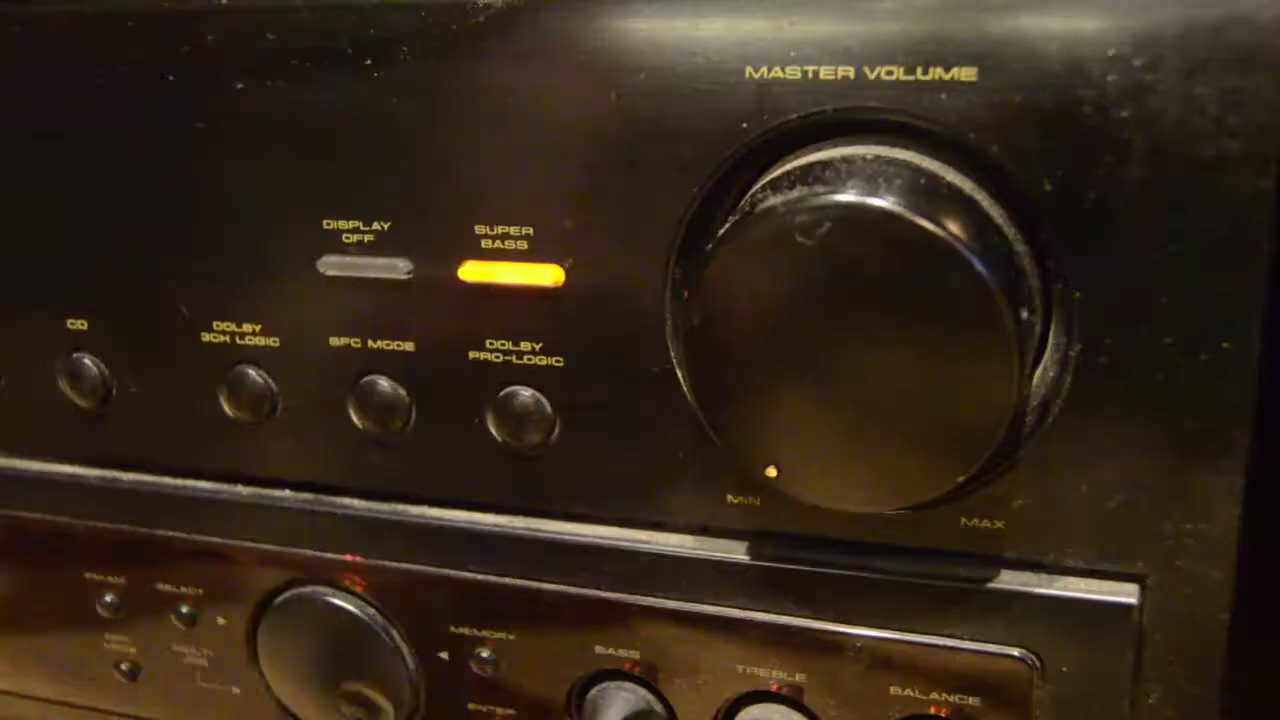 MASTER VOLUME
DISPLAY
OFF
SUPER
BASS
CD
DOLBY
3CH LOGIC
SFC MODE
DOLBY
PRO-LOGIC
MIN
MAX
SELECT
MEMORY
BASS
TREBLE
BALANCE
ENTER